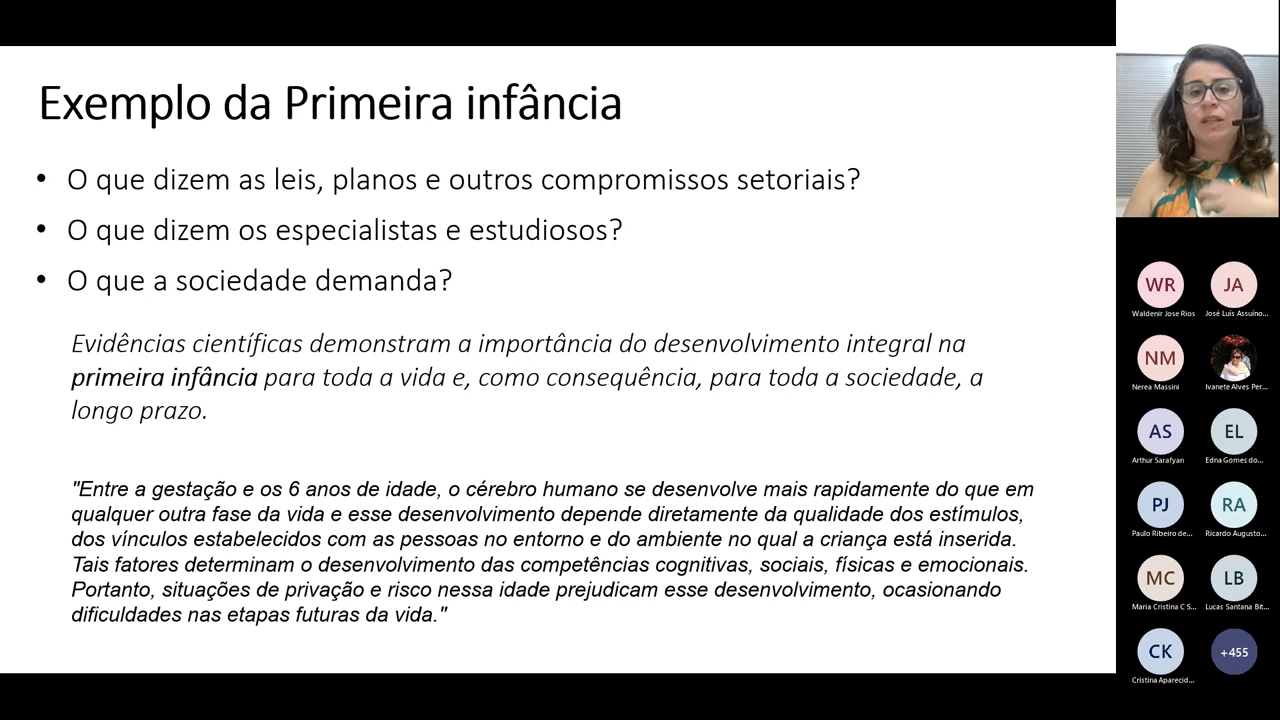 Exemplo da Primeira infância
• O que dizem as leis, planos e outros compromissos setoriais?
• O que dizem os especialistas e estudiosos?
• O que a sociedade demanda?
Evidências científicas demonstram a importância do desenvolvimento integral na
primeira infância para toda a vida e, como consequência, para toda a sociedade, a
longo prazo.
"Entre a gestação e os 6 anos de idade, o cérebro humano se desenvolve mais rapidamente do que em
qualquer outra fase da vida e esse desenvolvimento depende diretamente da qualidade dos estímulos,
dos vínculos estabelecidos com as pessoas no entorno e do ambiente no qual a criança está inserida.
Tais fatores determinam o desenvolvimento das competências cognitivas, sociais, físicas e emocionais.
Portanto, situações de privação e risco nessa idade prejudicam esse desenvolvimento, ocasionando
dificuldades nas etapas futuras da vida."
WR JA
Waldenir Jose Rios José Luís Assuino...
NM
Nerea Massini Ivanete Alves Per...
AS EL
Arthur Sarafyan Edna Gomes do...
PJ RA
Paulo Ribeiro de... Ricardo Augusto...
MC LB
Maria Cristina C S... Lucas Santana Bit...
CK +455
Cristina Aparecid...